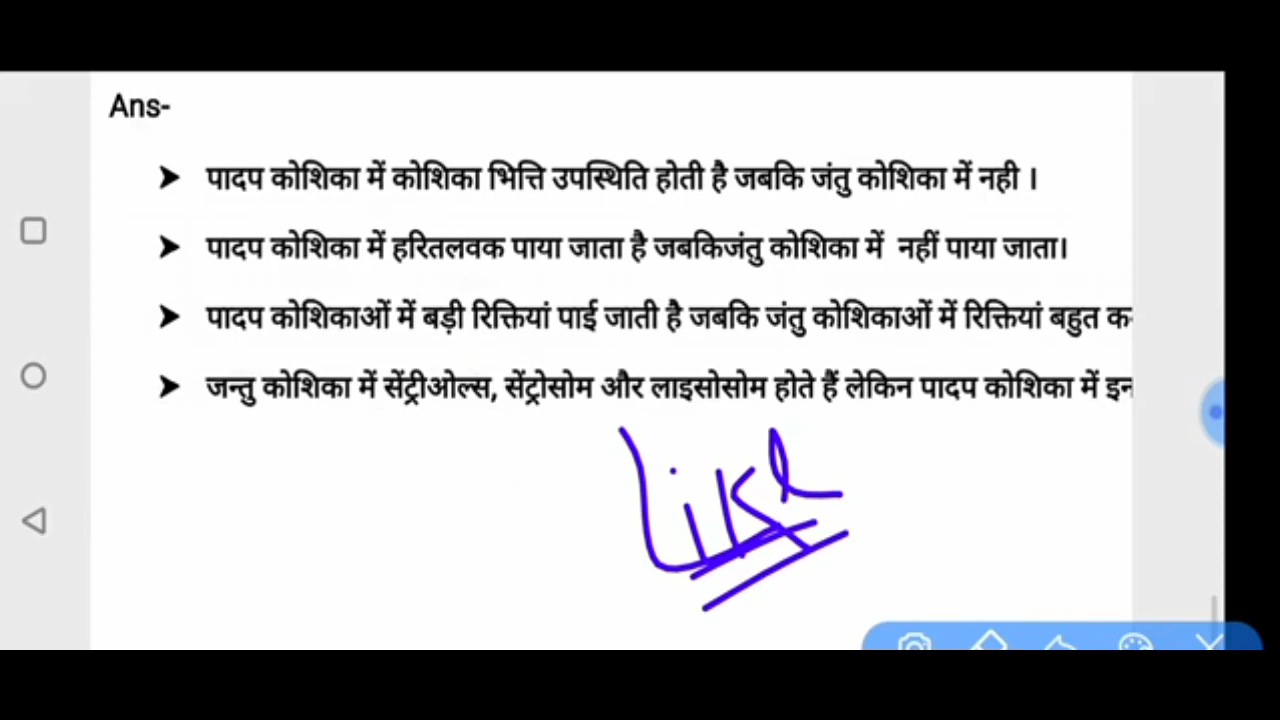 Ans-
➤ पादप कोशिका में कोशिका भित्ति उपस्थिति होती है जबकि जंतु कोशिका में नही ।
➤ पादप कोशिका में हरितलवक पाया जाता है जबकिजंतु कोशिका में नहीं पाया जाता।
➤ पादप कोशिकाओं में बड़ी रिक्तियां पाई जाती है जबकि जंतु कोशिकाओं में रिक्तियां बहुत
➤ जन्तु कोशिका में सेंट्रीओल्स, सेंट्रोसोम और लाइसोसोम होते हैं लेकिन पादप कोशिका में
Like